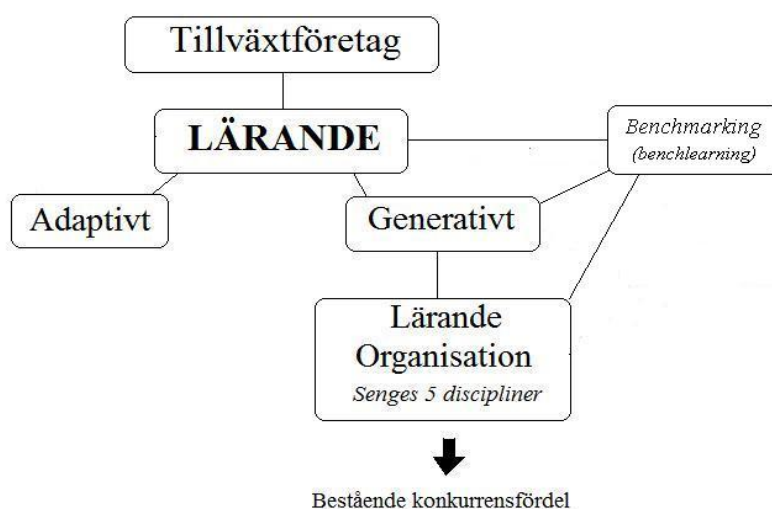 Tillväxtföretag
LÄRANDE
Benchmarking
(benchlearning)
Adaptivt
Generativt
Lärande
Organisation
Senges 5 discipliner
Bestående konkurrensfördel